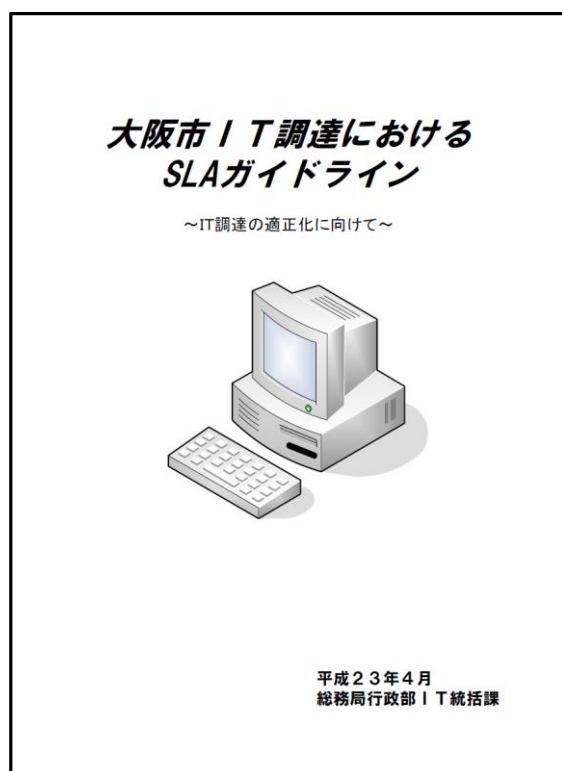 大阪市IT調達における
SLAガイドライン
～IT調達の適正化に向けて～
平成23年4月
総務局行政部IT統括課